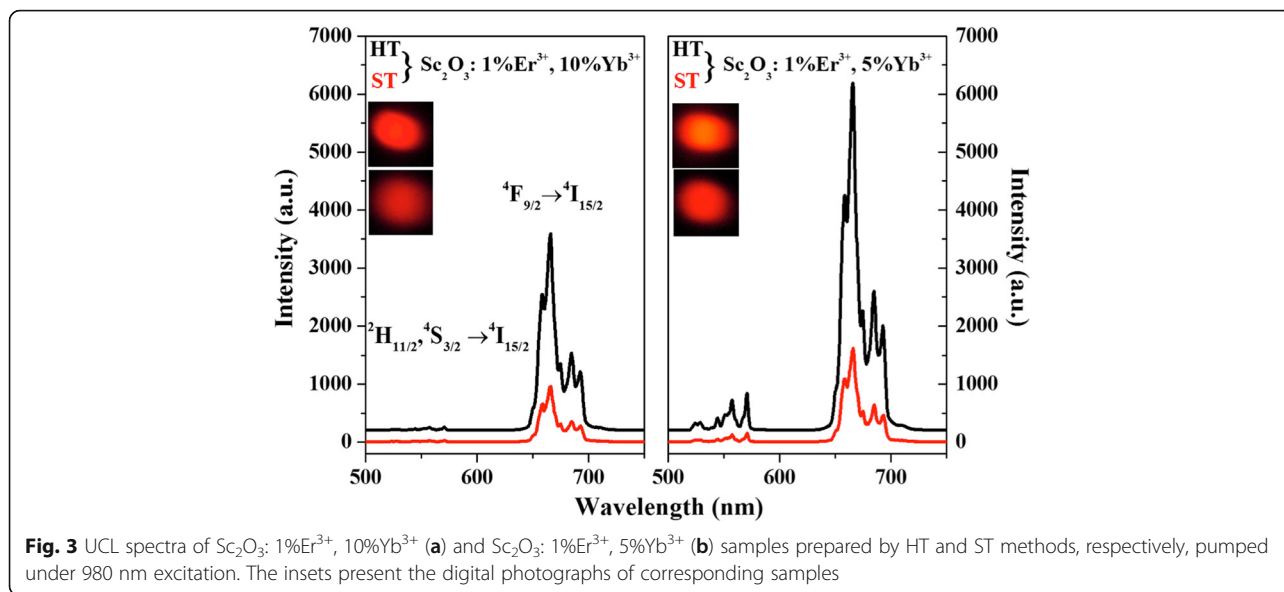 7000
6000
5000
4000
3000
2000
1000
0
Intensity (a.u.)
HT
ST
} Sc₂O₃: 1%Er³⁺, 10%Yb³⁺
⁴F₉/₂→⁴I₁₅/₂
²H₁₁/₂,⁴S₃/₂→⁴I₁₅/₂
500 600 700
HT
ST
} Sc₂O₃: 1%Er³⁺, 5%Yb³⁺
7000
6000
5000
4000
3000
2000
1000
0
Intensity (a.u.)
500 600 700
Wavelength (nm)
Fig. 3 UCL spectra of Sc₂O₃: 1%Er³⁺, 10%Yb³⁺ (a) and Sc₂O₃: 1%Er³⁺, 5%Yb³⁺ (b) samples prepared by HT and ST methods, respectively, pumped
under 980 nm excitation. The insets present the digital photographs of corresponding samples